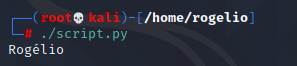 ┌──(root💀kali)-[/home/rogelio]
└─# ./script.py
Rogélio